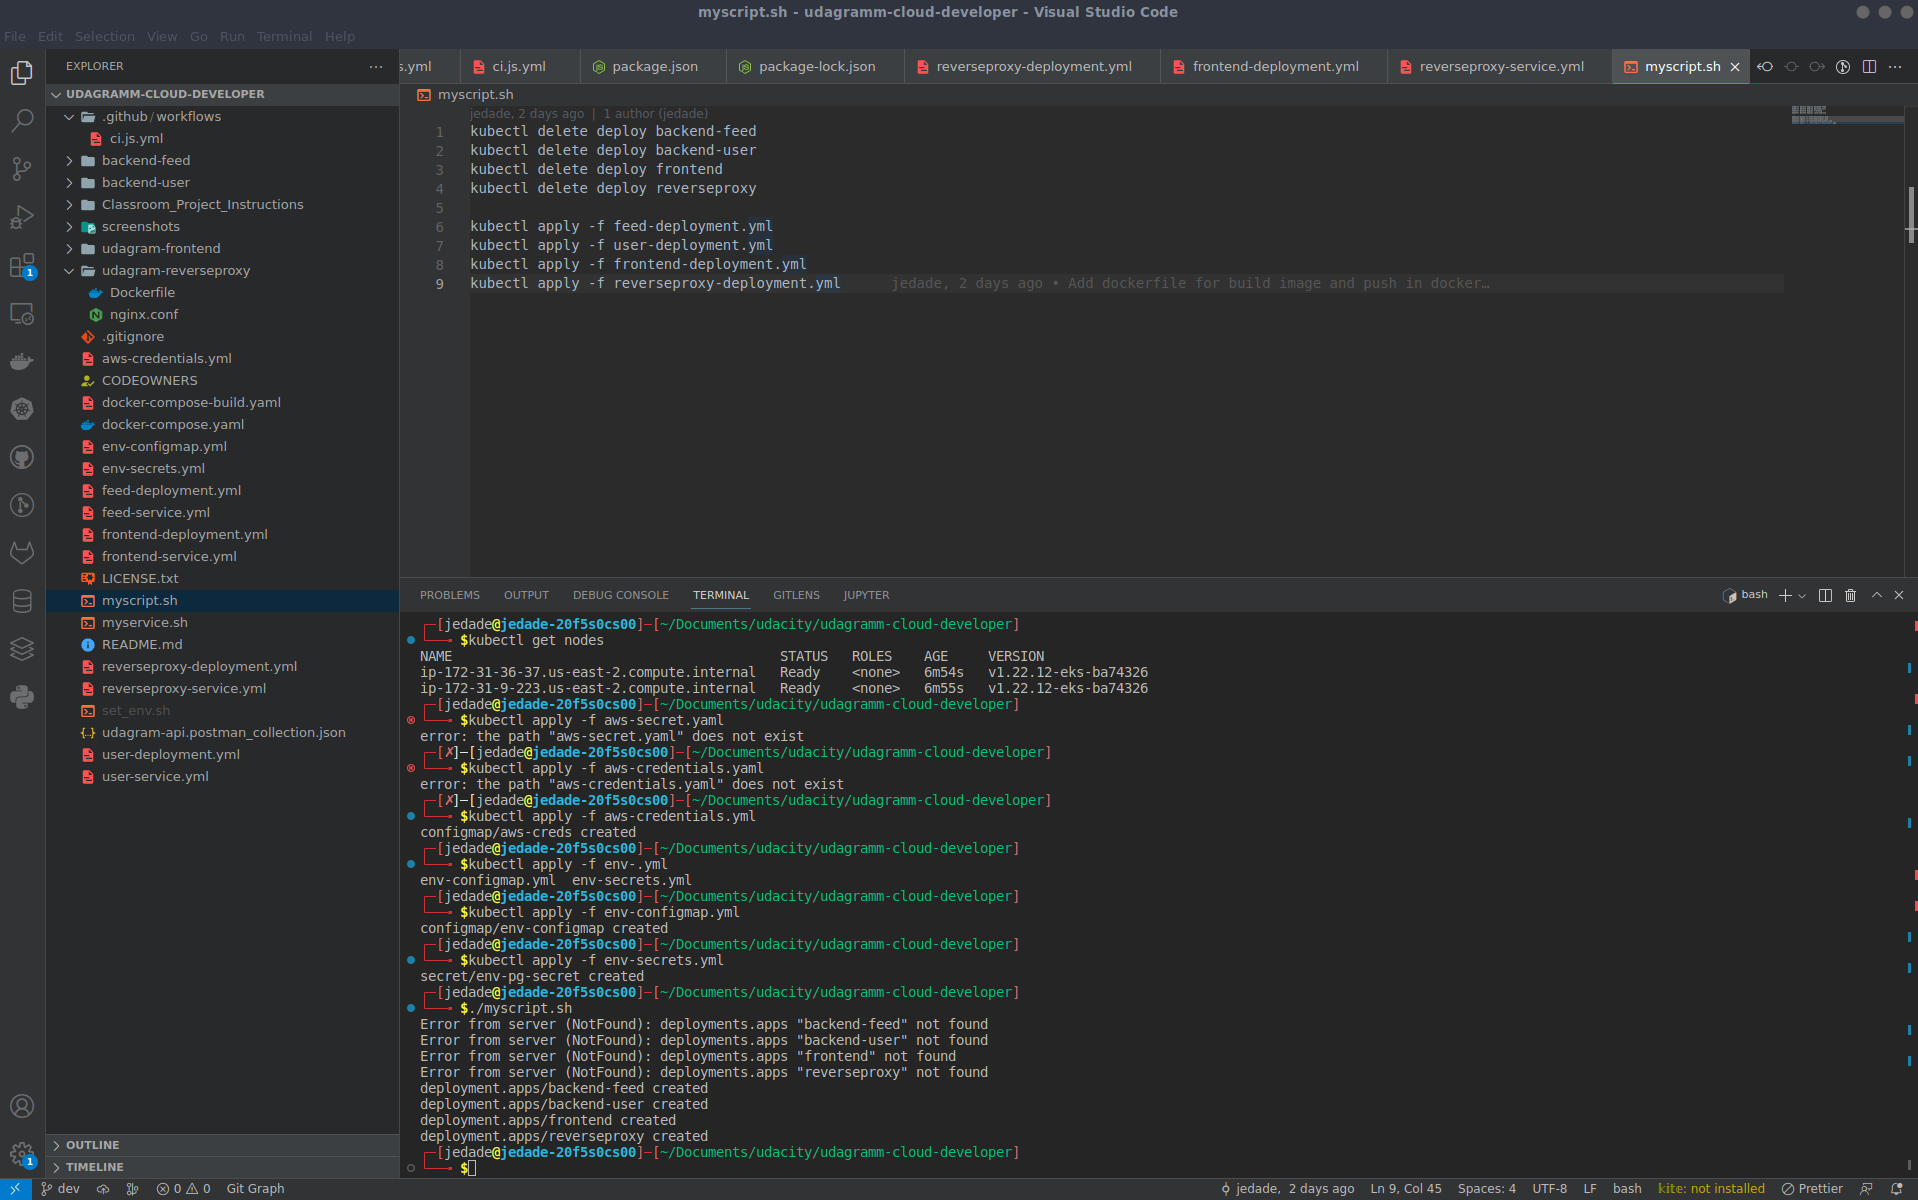 myscript.sh - udagramm-cloud-developer - Visual Studio Code
File Edit Selection View Go Run Terminal Help
EXPLORER
UDAGRAMM-CLOUD-DEVELOPER
.github / workflows
ci.js.yml
backend-feed
backend-user
Classroom_Project_Instructions
screenshots
udagram-frontend
udagram-reverseproxy
Dockerfile
nginx.conf
.gitignore
aws-credentials.yml
CODEOWNERS
docker-compose-build.yaml
docker-compose.yaml
env-configmap.yml
env-secrets.yml
feed-deployment.yml
feed-service.yml
frontend-deployment.yml
frontend-service.yml
LICENSE.txt
myscript.sh
myservice.sh
README.md
reverseproxy-deployment.yml
reverseproxy-service.yml
set_env.sh
udagram-api.postman_collection.json
user-deployment.yml
user-service.yml
OUTLINE
TIMELINE
1
1
s.yml ci.js.yml package.json package-lock.json reverseproxy-deployment.yml frontend-deployment.yml reverseproxy-service.yml myscript.sh
myscript.sh
jedade, 2 days ago | 1 author (jedade)
1 kubectl delete deploy backend-feed
2 kubectl delete deploy backend-user
3 kubectl delete deploy frontend
4 kubectl delete deploy reverseproxy
5
6 kubectl apply -f feed-deployment.yml
7 kubectl apply -f user-deployment.yml
8 kubectl apply -f frontend-deployment.yml
9 kubectl apply -f reverseproxy-deployment.yml jedade, 2 days ago • Add dockerfile for build image and push in docker…
PROBLEMS OUTPUT DEBUG CONSOLE TERMINAL GITLENS JUPYTER bash
[jedade@jedade-20f5s0cs00]─[~/Documents/udacity/udagramm-cloud-developer]
$kubectl get nodes
NAME STATUS ROLES AGE VERSION
ip-172-31-36-37.us-east-2.compute.internal Ready <none> 6m54s v1.22.12-eks-ba74326
ip-172-31-9-223.us-east-2.compute.internal Ready <none> 6m55s v1.22.12-eks-ba74326
[jedade@jedade-20f5s0cs00]─[~/Documents/udacity/udagramm-cloud-developer]
$kubectl apply -f aws-secret.yaml
error: the path "aws-secret.yaml" does not exist
[✗]─[jedade@jedade-20f5s0cs00]─[~/Documents/udacity/udagramm-cloud-developer]
$kubectl apply -f aws-credentials.yaml
error: the path "aws-credentials.yaml" does not exist
[✗]─[jedade@jedade-20f5s0cs00]─[~/Documents/udacity/udagramm-cloud-developer]
$kubectl apply -f aws-credentials.yml
configmap/aws-creds created
[jedade@jedade-20f5s0cs00]─[~/Documents/udacity/udagramm-cloud-developer]
$kubectl apply -f env-.yml
env-configmap.yml env-secrets.yml
[jedade@jedade-20f5s0cs00]─[~/Documents/udacity/udagramm-cloud-developer]
$kubectl apply -f env-configmap.yml
configmap/env-configmap created
[jedade@jedade-20f5s0cs00]─[~/Documents/udacity/udagramm-cloud-developer]
$kubectl apply -f env-secrets.yml
secret/env-pg-secret created
[jedade@jedade-20f5s0cs00]─[~/Documents/udacity/udagramm-cloud-developer]
$./myscript.sh
Error from server (NotFound): deployments.apps "backend-feed" not found
Error from server (NotFound): deployments.apps "backend-user" not found
Error from server (NotFound): deployments.apps "frontend" not found
Error from server (NotFound): deployments.apps "reverseproxy" not found
deployment.apps/backend-feed created
deployment.apps/backend-user created
deployment.apps/frontend created
deployment.apps/reverseproxy created
[jedade@jedade-20f5s0cs00]─[~/Documents/udacity/udagramm-cloud-developer]
$
dev 0 0 Git Graph jedade, 2 days ago Ln 9, Col 45 Spaces: 4 UTF-8 LF bash kite: not installed Prettier